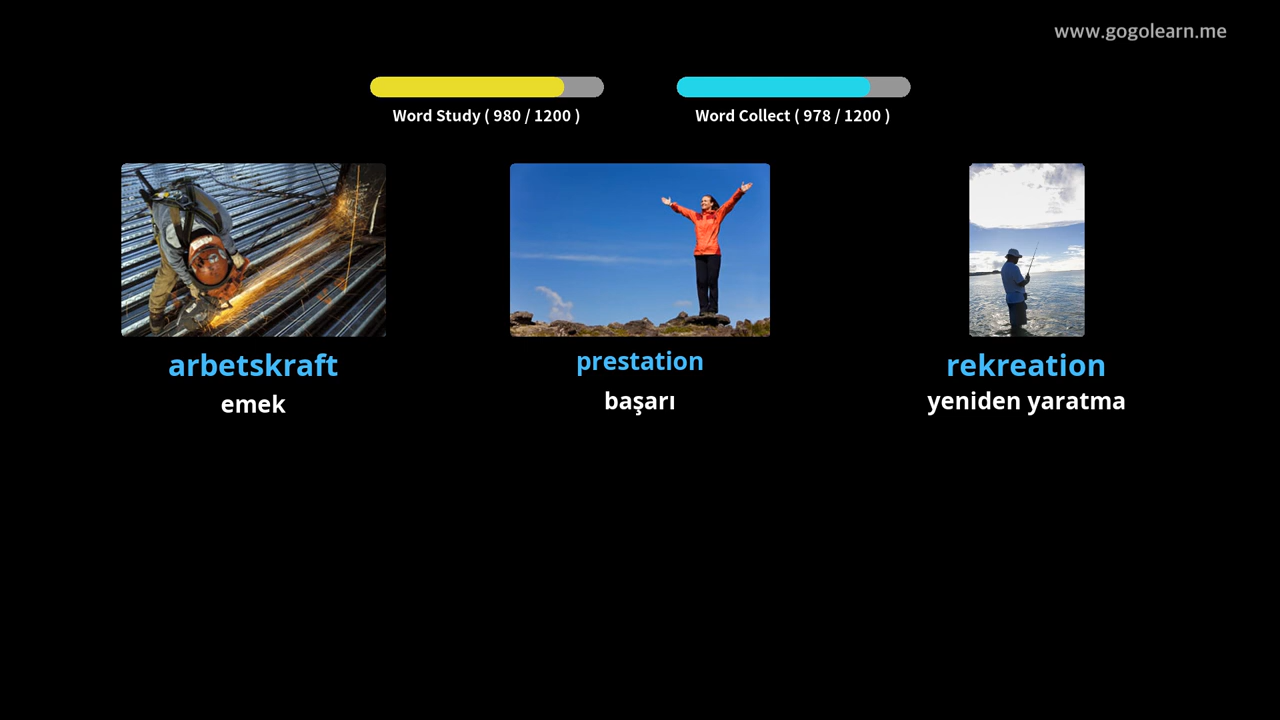 www.gogolearn.me
Word Study ( 980 / 1200 )
Word Collect ( 978 / 1200 )
arbetskraft
emek
prestation
başarı
rekreation
yeniden yaratma